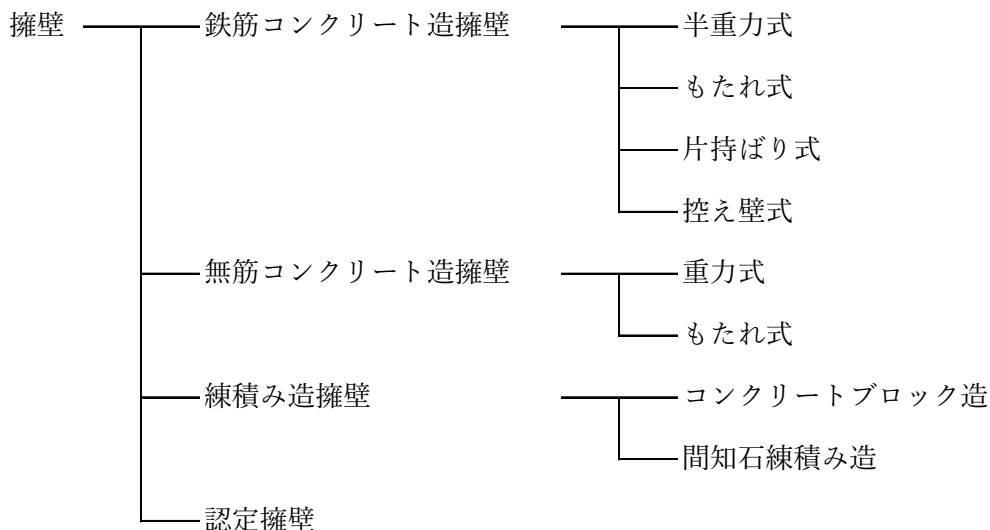 擁壁 鉄筋コンクリート造擁壁 半重力式
もたれ式
片持ばり式
控え壁式
無筋コンクリート造擁壁 重力式
もたれ式
練積み造擁壁 コンクリートブロック造
間知石練積み造
認定擁壁